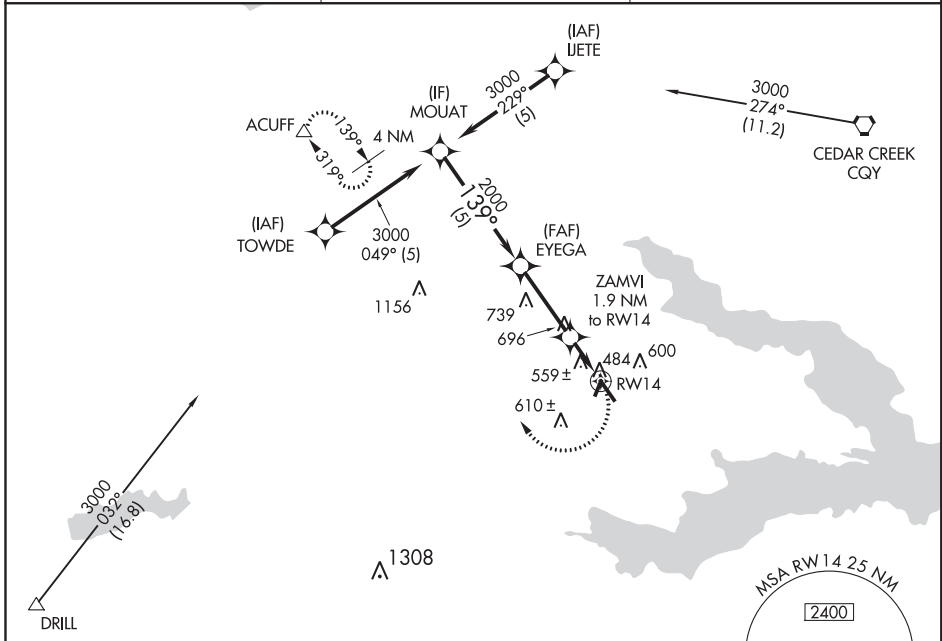 (IAF)
IJETE
3000
229°
(5)
(IF)
MOUAT
3000
274°
(11.2)
CEDAR CREEK
CQY
ACUFF
139°
319°
4 NM
2000
139°
(5)
(IAF)
TOWDE
3000
049° (5)
(FAF)
EYEGA
1156
739
ZAMVI
1.9 NM
to RW14
696
559 ±
484
600
RW14
610 ±
3000
032°
(16.8)
DRILL
1308
MSA RW14 25 NM
2400